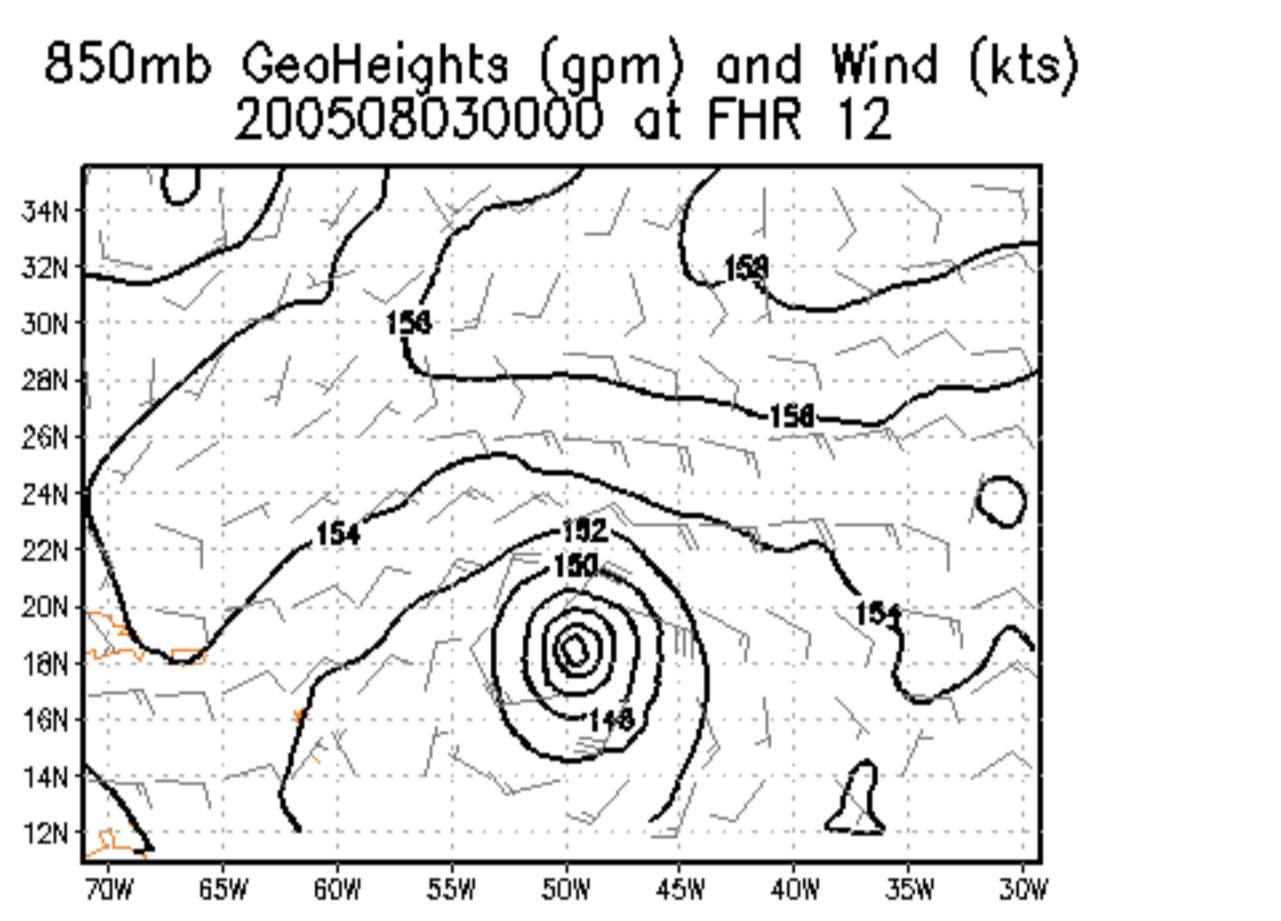 850mb GeoHeights (gpm) and Wind (kts)
200508030000 at FHR 12
34N
32N
158
30N
156
28N
156
26N
24N
154
152
22N
150
20N
154
18N
16N
148
14N
12N
70W 65W 60W 55W 50W 45W 40W 35W 30W